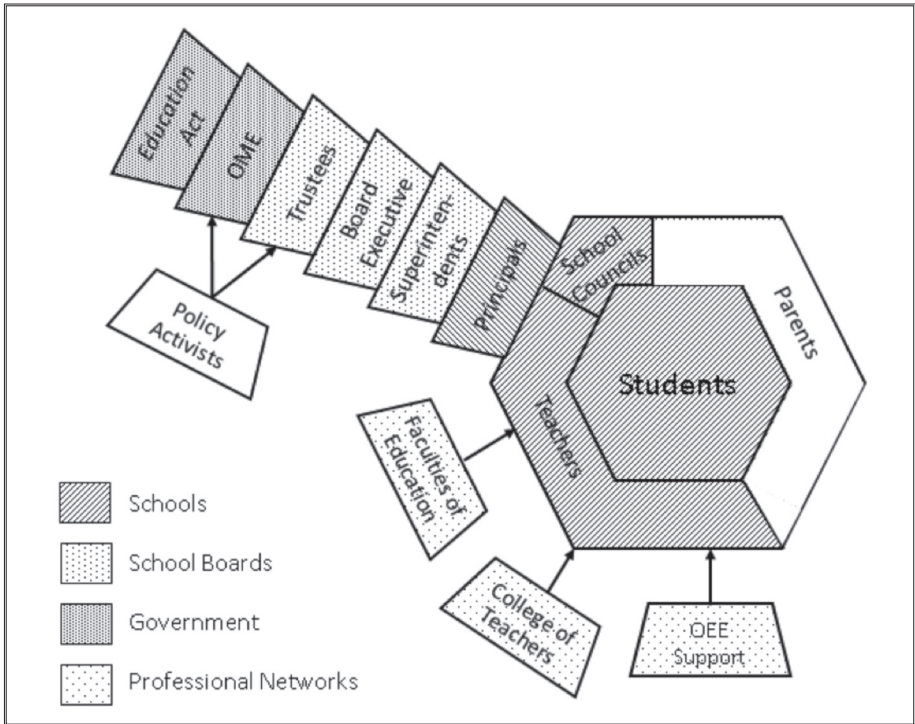 Education
Act
OME
Trustees
Board
Executive
Superinten-
dents
Principals
School
Councils
Parents
Students
Teachers
Policy
Activists
Faculties of
Education
College of
Teachers
OEE
Support
Schools
School Boards
Government
Professional Networks